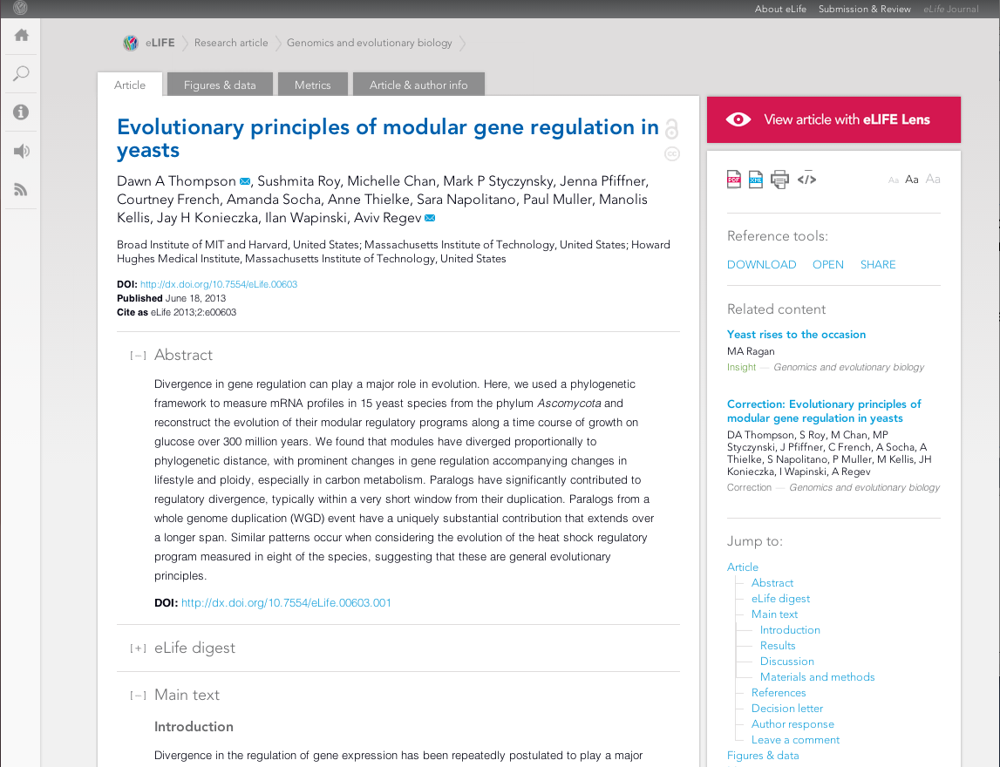 About eLife Submission & Review eLife Journal
eLIFE Research article Genomics and evolutionary biology
Article Figures & data Metrics Article & author info
Evolutionary principles of modular gene regulation in
yeasts
cc
Dawn A Thompson, Sushmita Roy, Michelle Chan, Mark P Styczynsky, Jenna Pfiffner,
Courtney French, Amanda Socha, Anne Thielke, Sara Napolitano, Paul Muller, Manolis
Kellis, Jay H Konieczka, Ilan Wapinski, Aviv Regev
Broad Institute of MIT and Harvard, United States; Massachusetts Institute of Technology, United States; Howard
Hughes Medical Institute, Massachusetts Institute of Technology, United States
DOI: http://dx.doi.org/10.7554/eLife.00603
Published June 18, 2013
Cite as eLife 2013;2:e00603
[−] Abstract
Divergence in gene regulation can play a major role in evolution. Here, we used a phylogenetic
framework to measure mRNA profiles in 15 yeast species from the phylum Ascomycota and
reconstruct the evolution of their modular regulatory programs along a time course of growth on
glucose over 300 million years. We found that modules have diverged proportionally to
phylogenetic distance, with prominent changes in gene regulation accompanying changes in
lifestyle and ploidy, especially in carbon metabolism. Paralogs have significantly contributed to
regulatory divergence, typically within a very short window from their duplication. Paralogs from a
whole genome duplication (WGD) event have a uniquely substantial contribution that extends over
a longer span. Similar patterns occur when considering the evolution of the heat shock regulatory
program measured in eight of the species, suggesting that these are general evolutionary
principles.
DOI: http://dx.doi.org/10.7554/eLife.00603.001
[+] eLife digest
[−] Main text
Introduction
Divergence in the regulation of gene expression has been repeatedly postulated to play a major
View article with eLIFE Lens
PDF XML </> Aa Aa Aa
Reference tools:
DOWNLOAD OPEN SHARE
Related content
Yeast rises to the occasion
MA Ragan
Insight — Genomics and evolutionary biology
Correction: Evolutionary principles of
modular gene regulation in yeasts
DA Thompson, S Roy, M Chan, MP
Styczynski, J Pfiffner, C French, A Socha, A
Thielke, S Napolitano, P Muller, M Kellis, JH
Konieczka, I Wapinski, A Regev
Correction — Genomics and evolutionary biology
Jump to:
Article
Abstract
eLife digest
Main text
Introduction
Results
Discussion
Materials and methods
References
Decision letter
Author response
Leave a comment
Figures & data